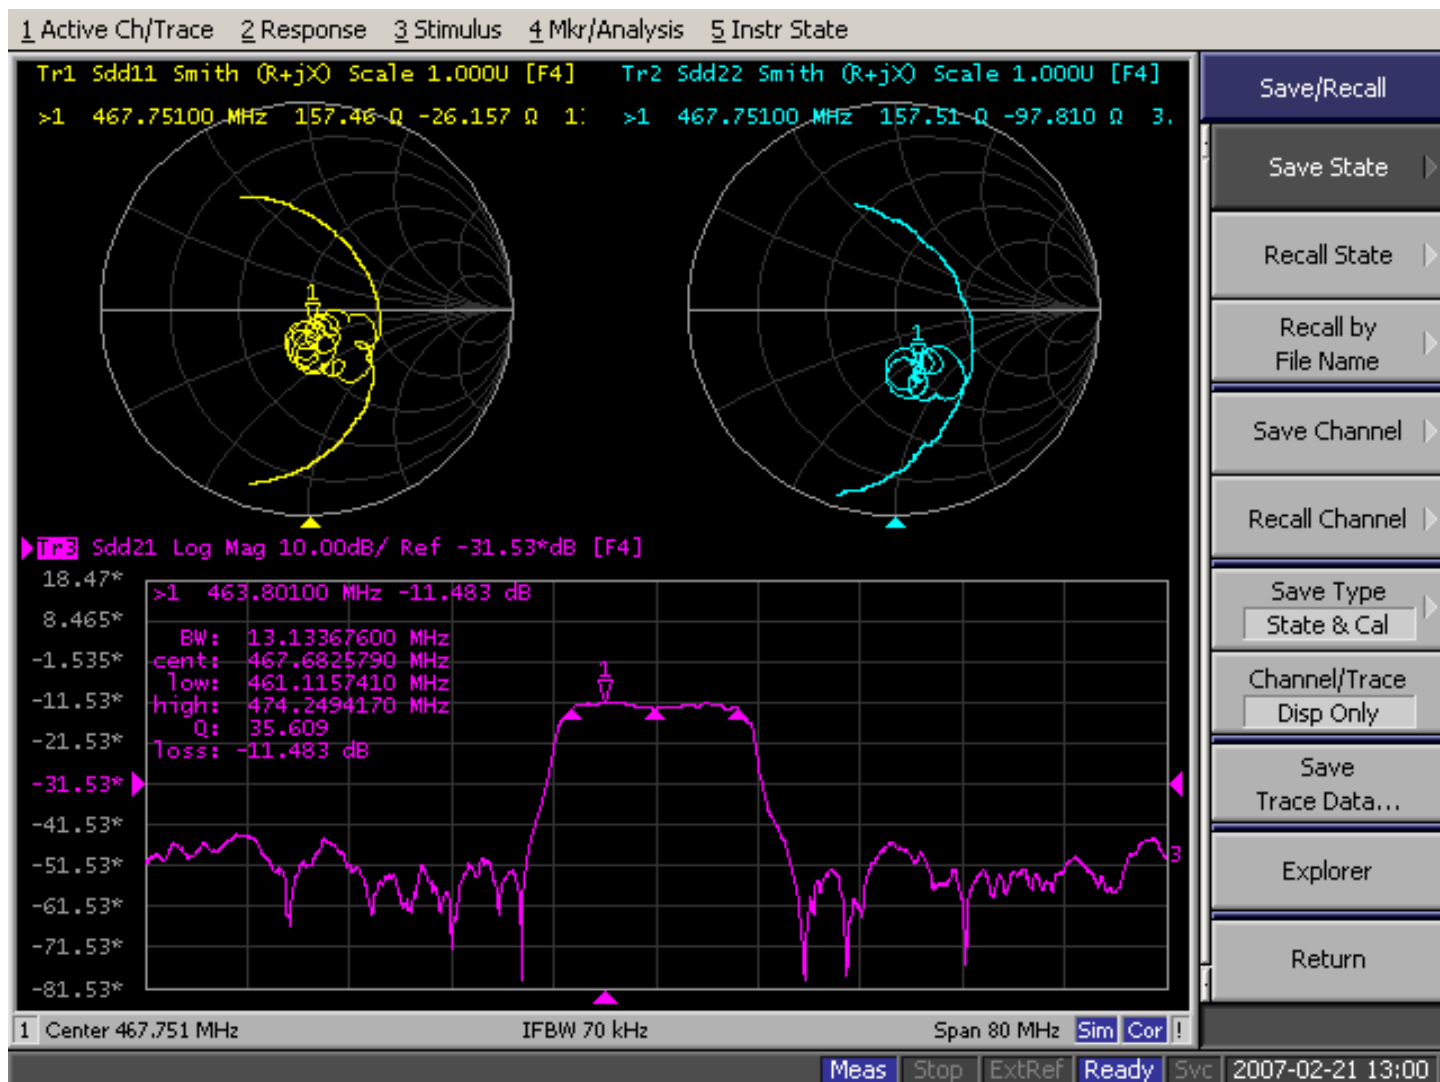 1 Active Ch/Trace 2 Response 3 Stimulus 4 Mkr/Analysis 5 Instr State
Tr1 Sdd11 Smith (R+jX) Scale 1.000U [F4]
>1 467.75100 MHz 157.46 Ω -26.157 Ω 1:
Tr2 Sdd22 Smith (R+jX) Scale 1.000U [F4]
>1 467.75100 MHz 157.51 Ω -97.810 Ω 3.
1
1
Tr3 Sdd21 Log Mag 10.00dB/ Ref -31.53*dB [F4]
18.47*
8.465*
-1.535*
-11.53*
-21.53*
-31.53*
-41.53*
-51.53*
-61.53*
-71.53*
-81.53*
>1 463.80100 MHz -11.483 dB
BW: 13.13367600 MHz
cent: 467.6825790 MHz
low: 461.1157410 MHz
high: 474.2494170 MHz
Q: 35.609
loss: -11.483 dB
1
3
1 Center 467.751 MHz IFBW 70 kHz Span 80 MHz Sim Cor !
Meas Stop ExtRef Ready Svc 2007-02-21 13:00
Save/Recall
Save State
Recall State
Recall by
File Name
Save Channel
Recall Channel
Save Type
State & Cal
Channel/Trace
Disp Only
Save
Trace Data...
Explorer
Return